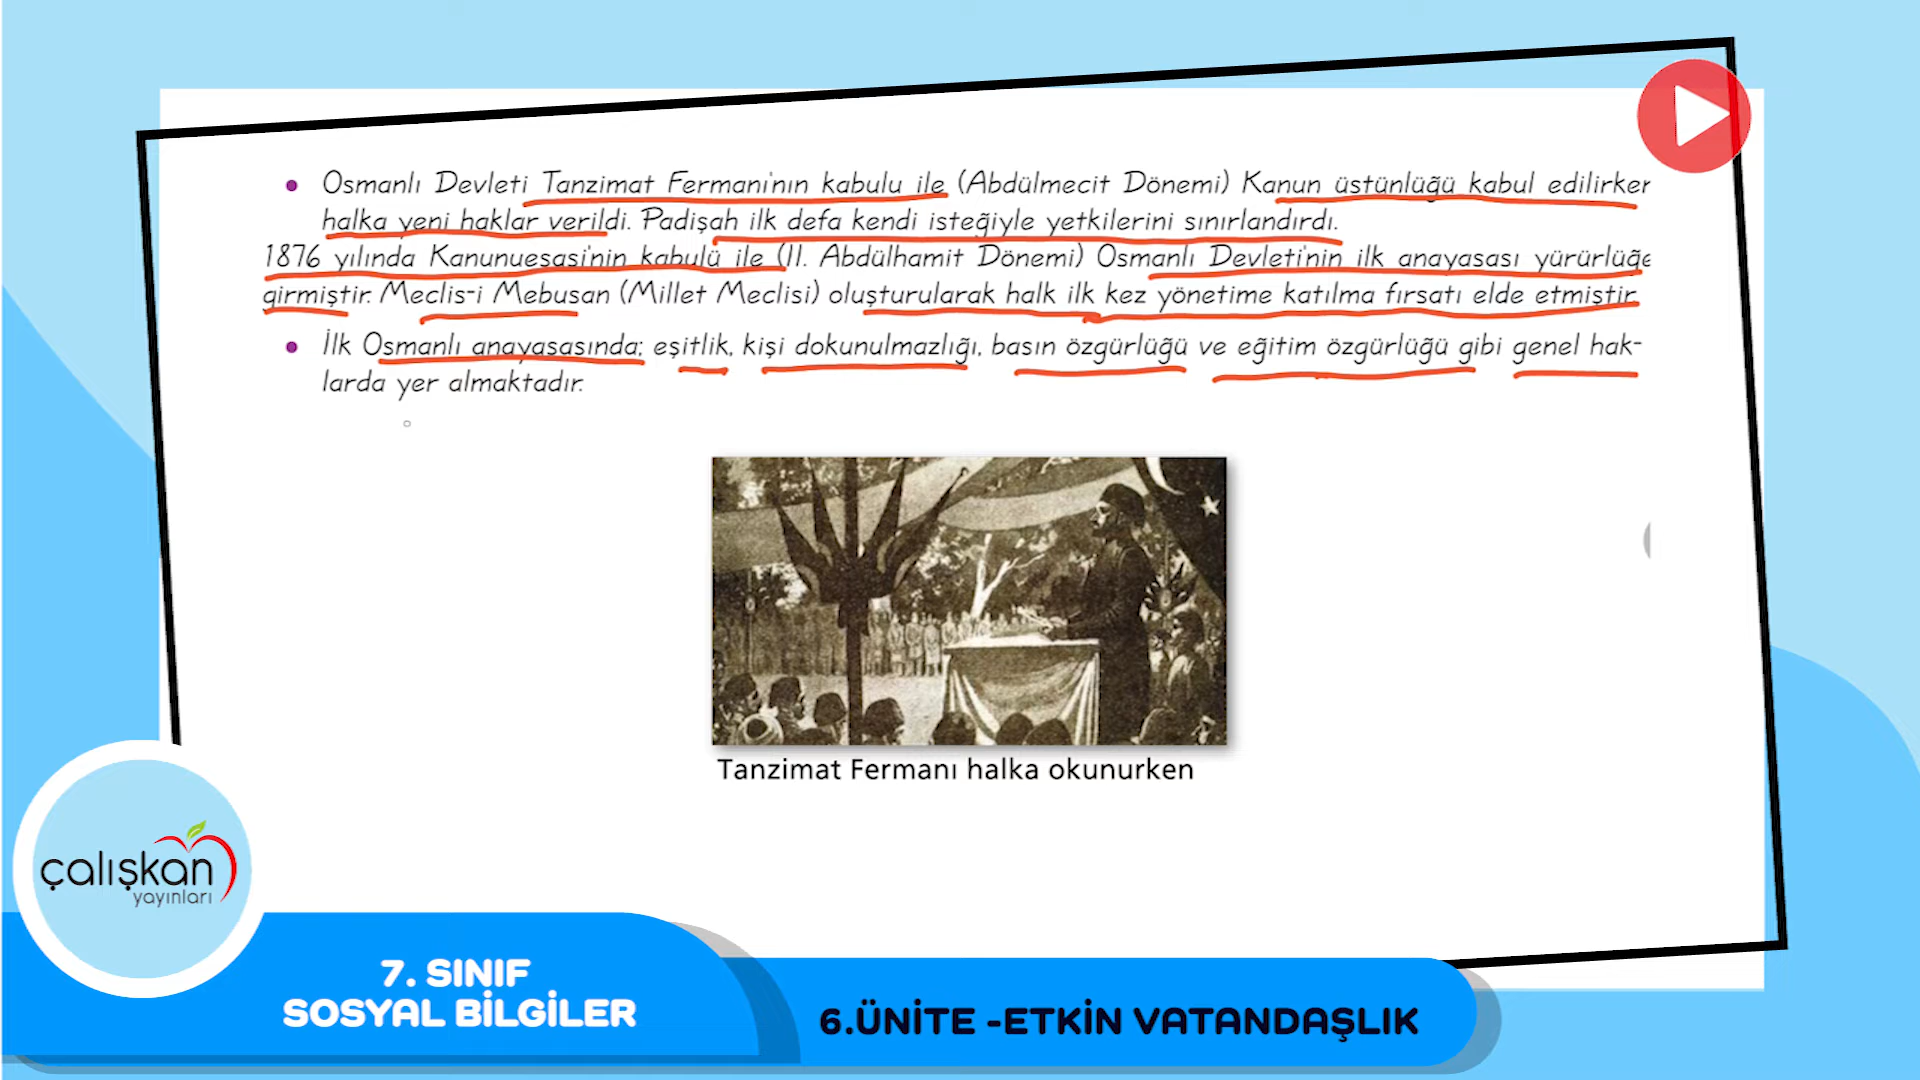 • Osmanlı Devleti Tanzimat Fermanı'nın kabulu ile (Abdülmecit Dönemi) Kanun üstünlüğü kabul edilirken
halka yeni haklar verildi. Padişah ilk defa kendi isteğiyle yetkilerini sınırlandırdı.
1876 yılında Kanunuesasi'nin kabulü ile (II. Abdülhamit Dönemi) Osmanlı Devleti'nin ilk anayasası yürürlüğe
girmiştir. Meclis-i Mebusan (Millet Meclisi) oluşturularak halk ilk kez yönetime katılma fırsatı elde etmiştir.
• İlk Osmanlı anayasasında; eşitlik, kişi dokunulmazlığı, basın özgürlüğü ve eğitim özgürlüğü gibi genel hak-
larda yer almaktadır.
Tanzimat Fermanı halka okunurken
çalışkan
yayınları
7. SINIF
SOSYAL BİLGİLER
6.ÜNİTE -ETKİN VATANDAŞLIK